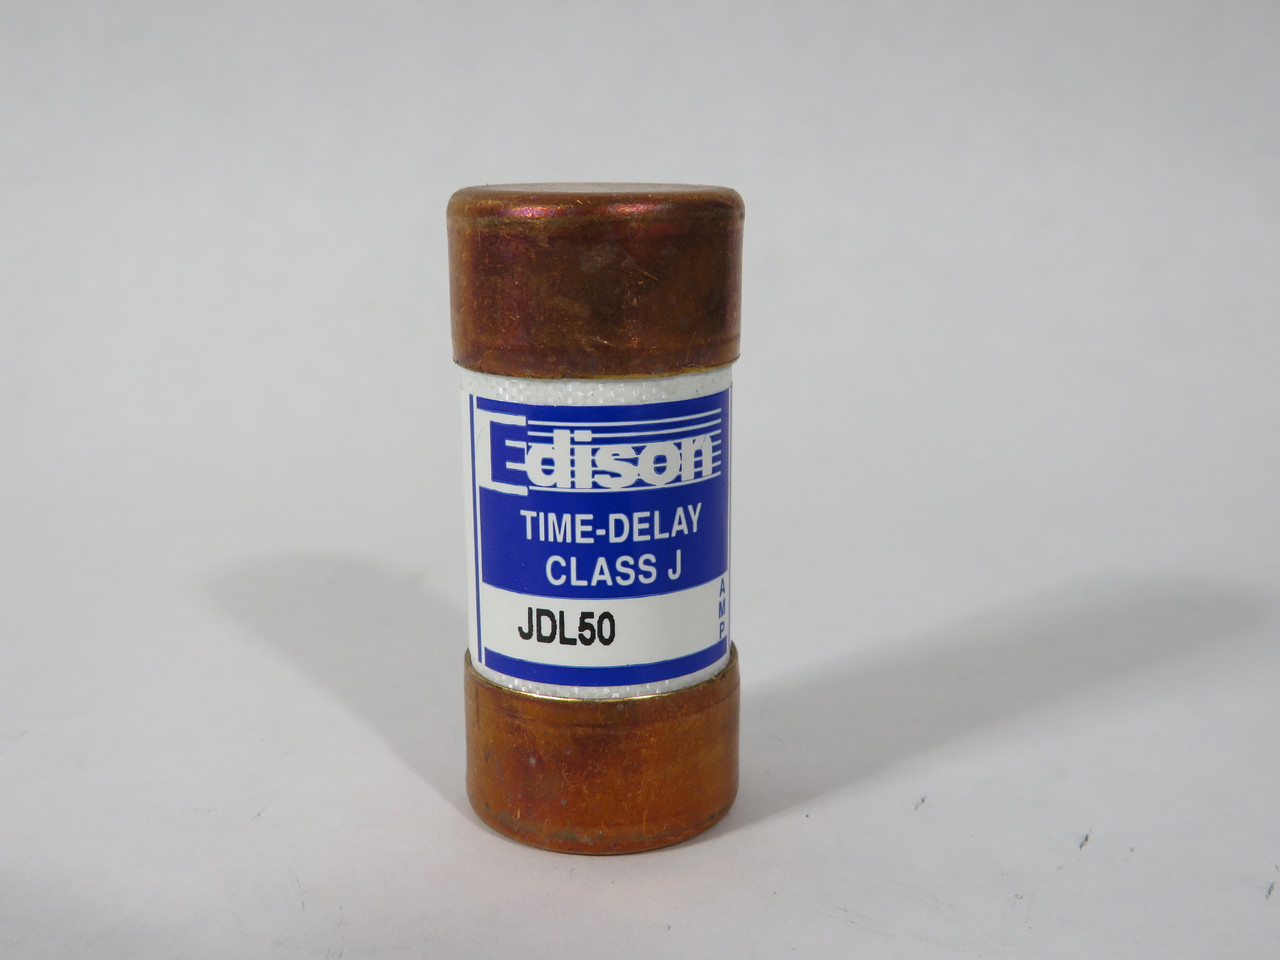 Edison
TIME-DELAY
CLASS J
JDL50
AMP